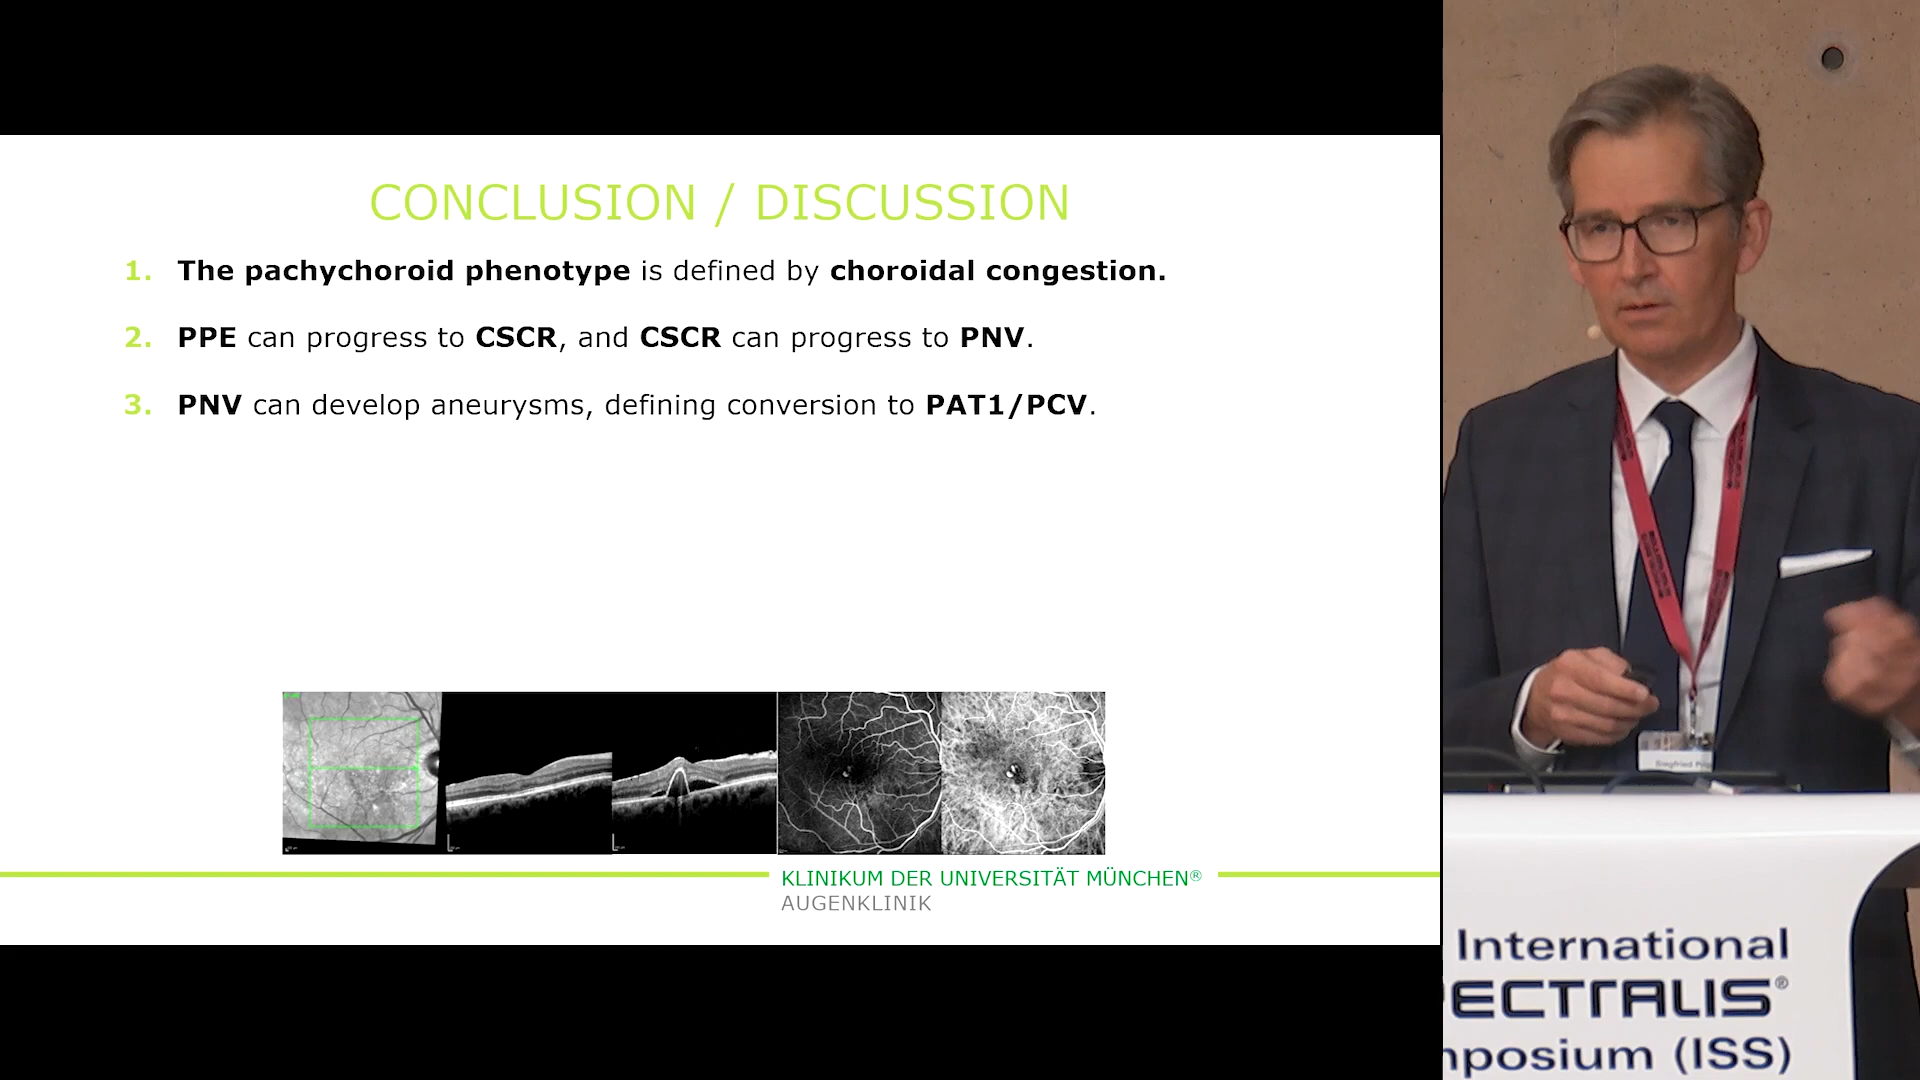 CONCLUSION / DISCUSSION
1. The pachychoroid phenotype is defined by choroidal congestion.
2. PPE can progress to CSCR, and CSCR can progress to PNV.
3. PNV can develop aneurysms, defining conversion to PAT1/PCV.
KLINIKUM DER UNIVERSITÄT MÜNCHEN®
AUGENKLINIK
Siegfried
International
ECTRALIS®
mposium (ISS)